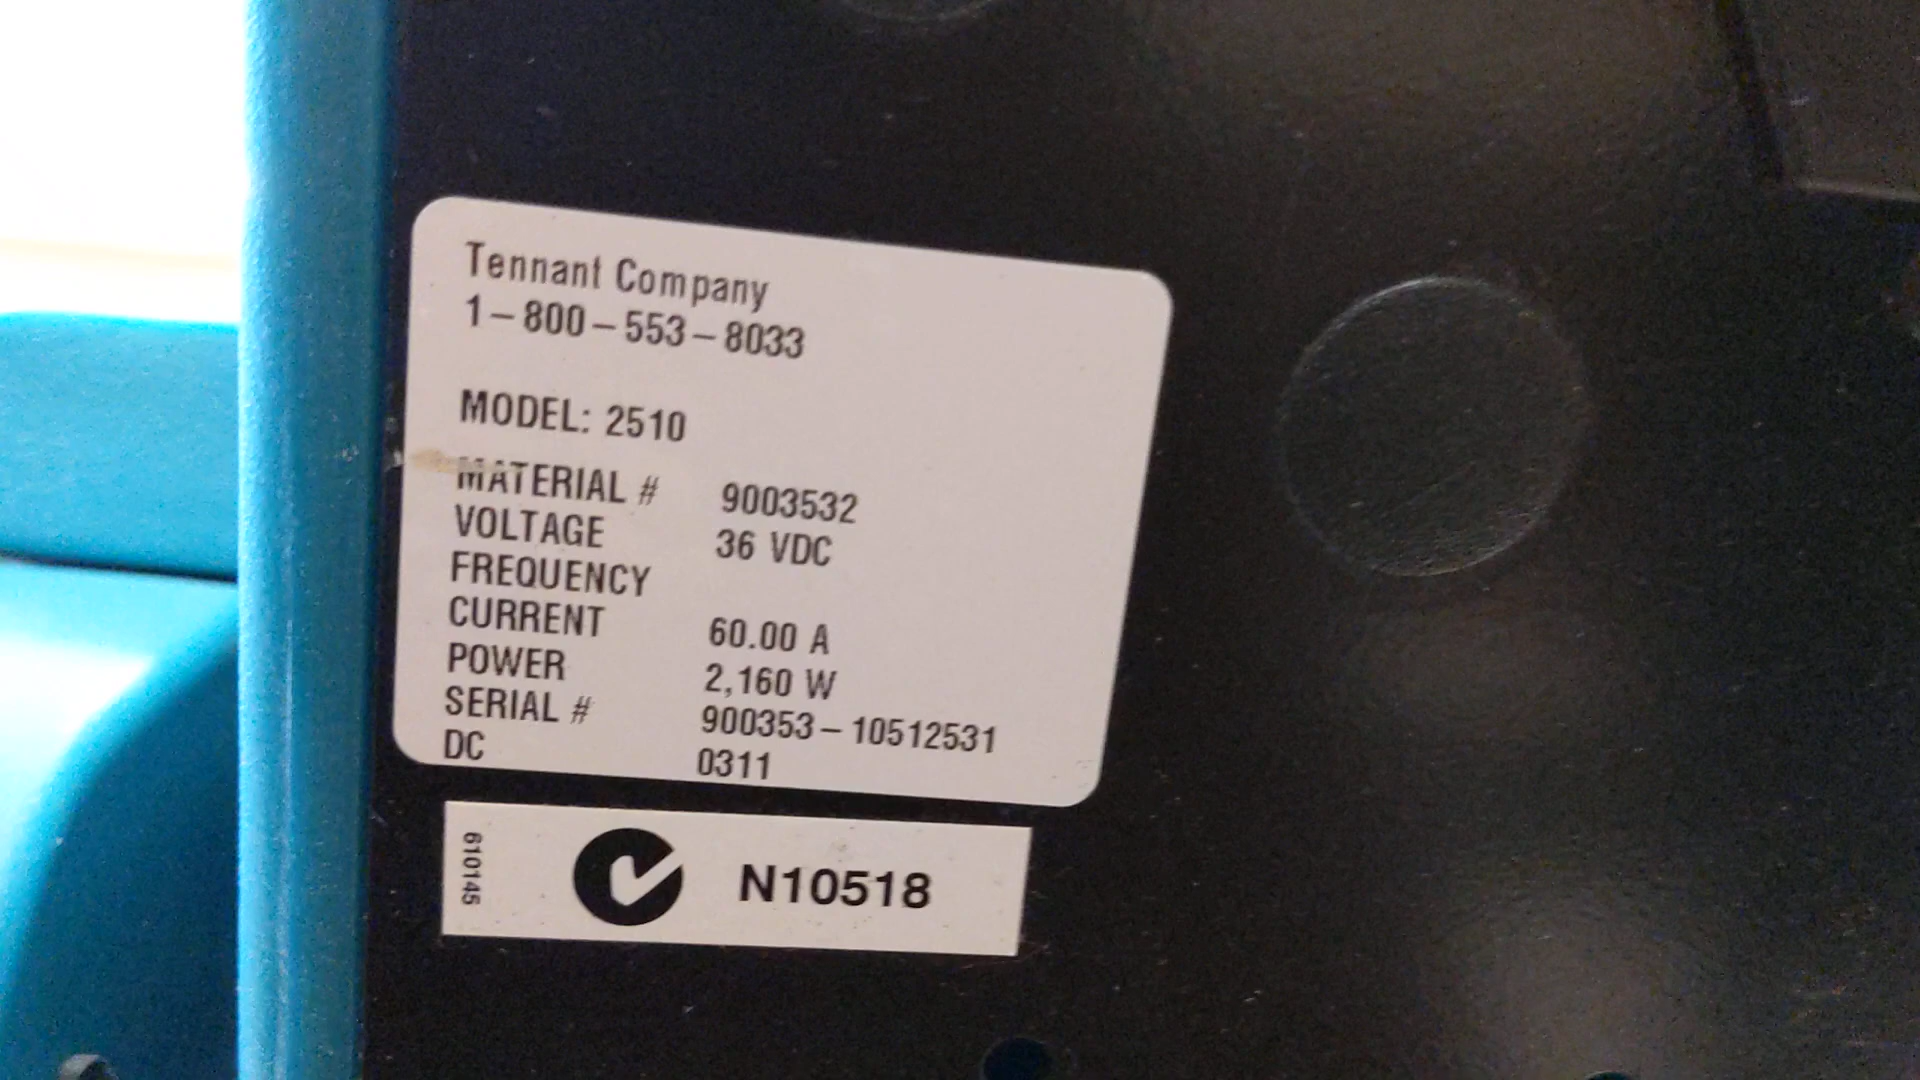 Tennant Company
1-800-553-8033
MODEL: 2510
MATERIAL # 9003532
VOLTAGE 36 VDC
FREQUENCY
CURRENT 60.00 A
POWER 2,160 W
SERIAL # 900353-10512531
DC 0311
610145
N10518